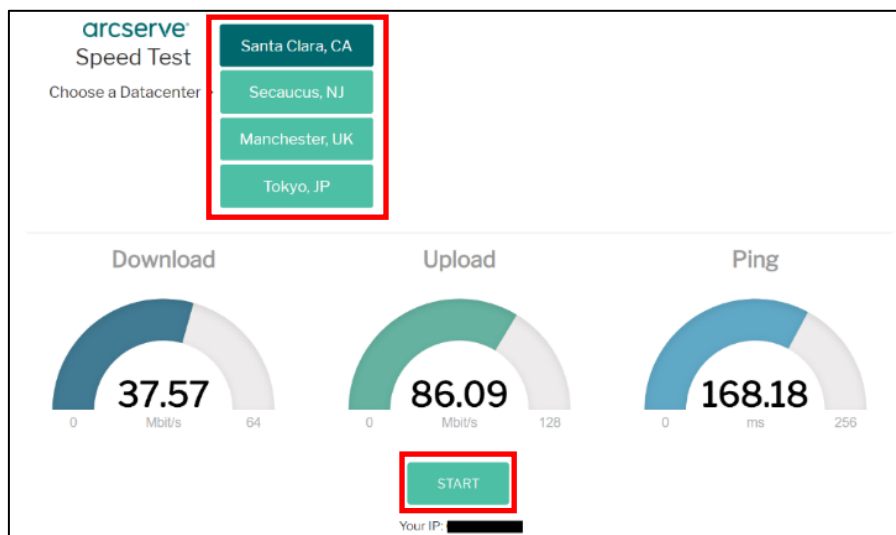 arcserve
Speed Test
Choose a Datacenter
Santa Clara, CA
Secaucus, NJ
Manchester, UK
Tokyo, JP
Download
37.57
Mbit/s
0
64
Upload
86.09
Mbit/s
0
128
Ping
168.18
ms
0
256
START
Your IP: